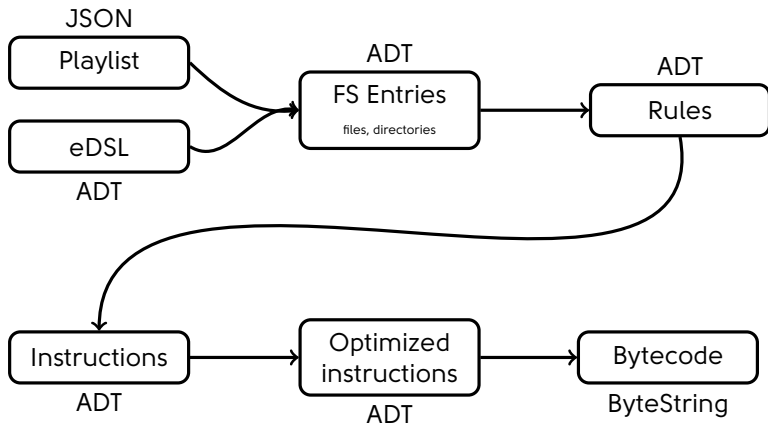 JSON
Playlist
eDSL
ADT
ADT
FS Entries
files, directories
ADT
Rules
Instructions
ADT
Optimized
instructions
ADT
Bytecode
ByteString